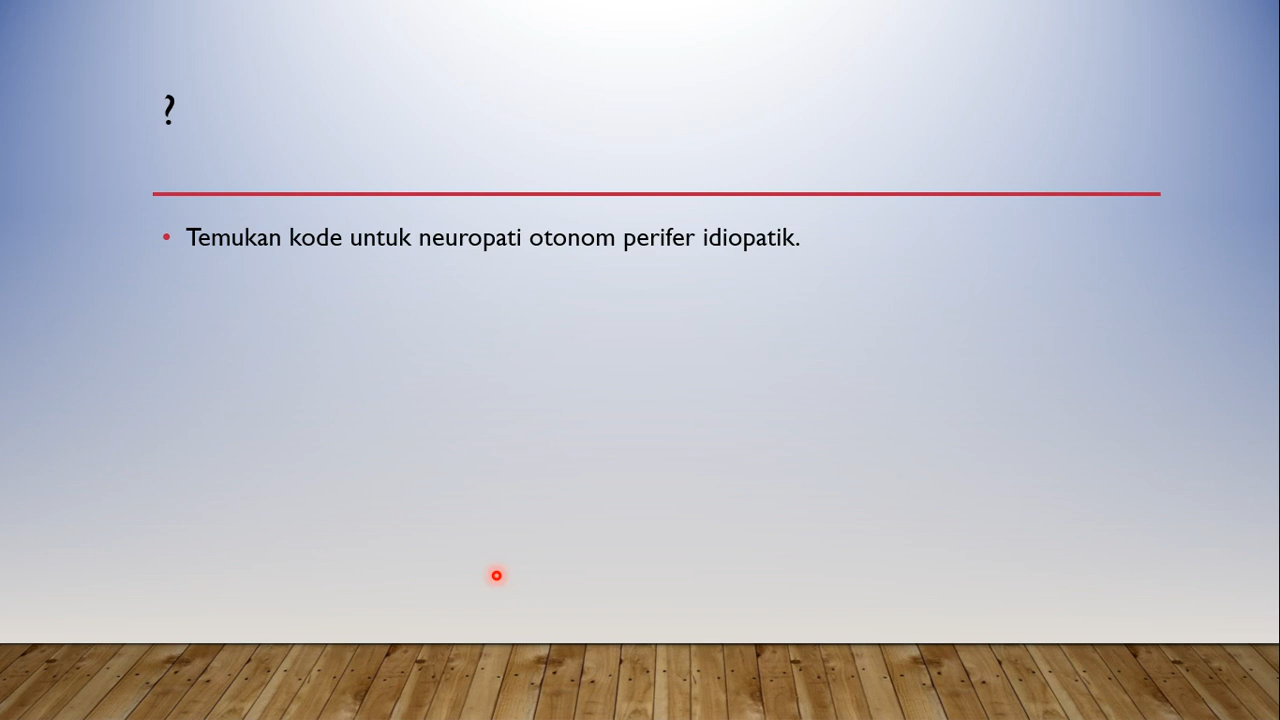 ?
• Temukan kode untuk neuropati otonom perifer idiopatik.